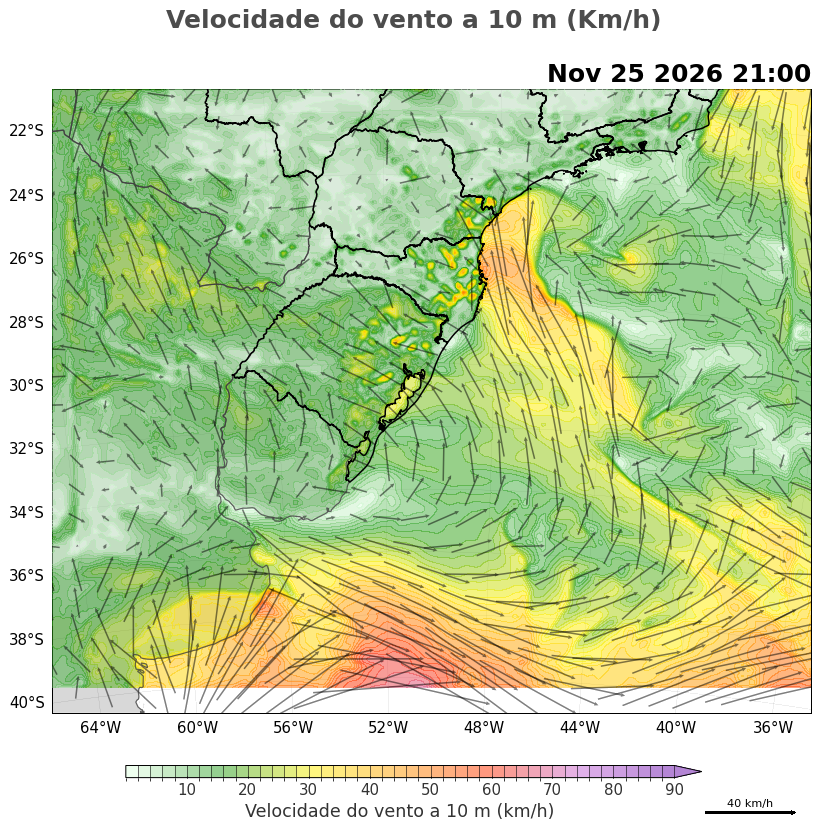 Velocidade do vento a 10 m (Km/h)
Nov 25 2026 21:00
22°S
24°S
26°S
28°S
30°S
32°S
34°S
36°S
38°S
40°S
64°W 60°W 56°W 52°W 48°W 44°W 40°W 36°W
10 20 30 40 50 60 70 80 90
Velocidade do vento a 10 m (km/h)
40 km/h